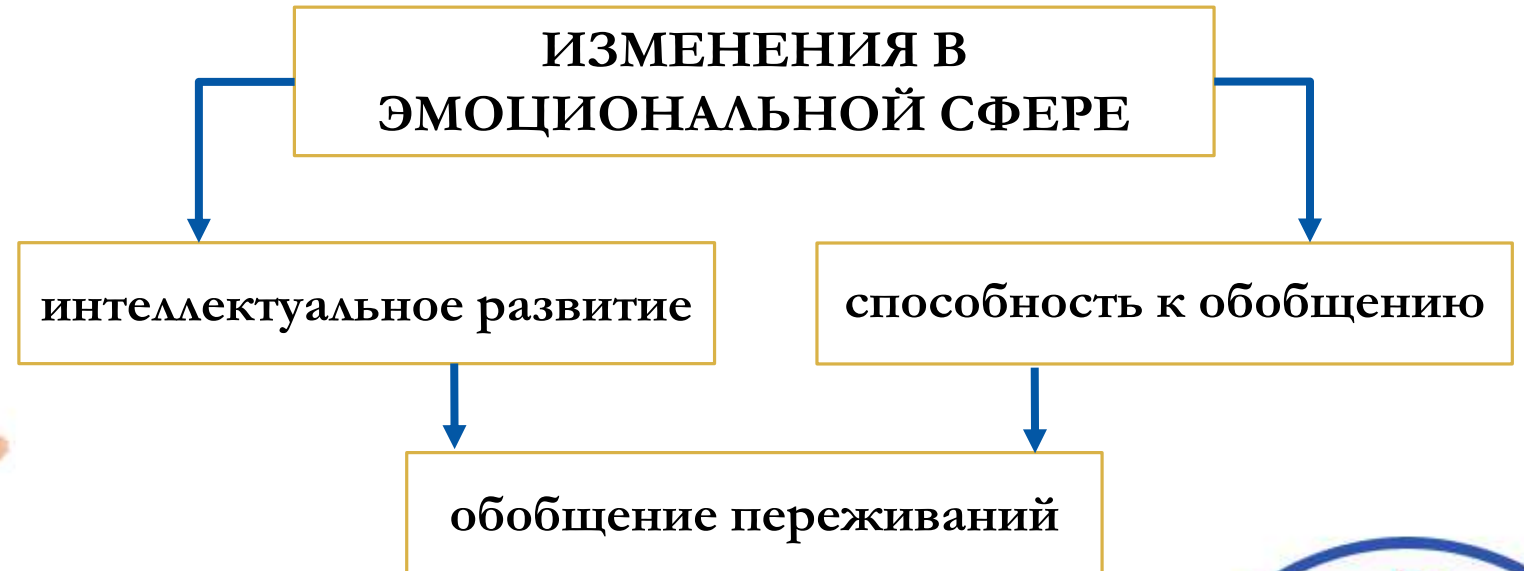 ИЗМЕНЕНИЯ В
ЭМОЦИОНАЛЬНОЙ СФЕРЕ
интеллектуальное развитие
способность к обобщению
обобщение переживаний